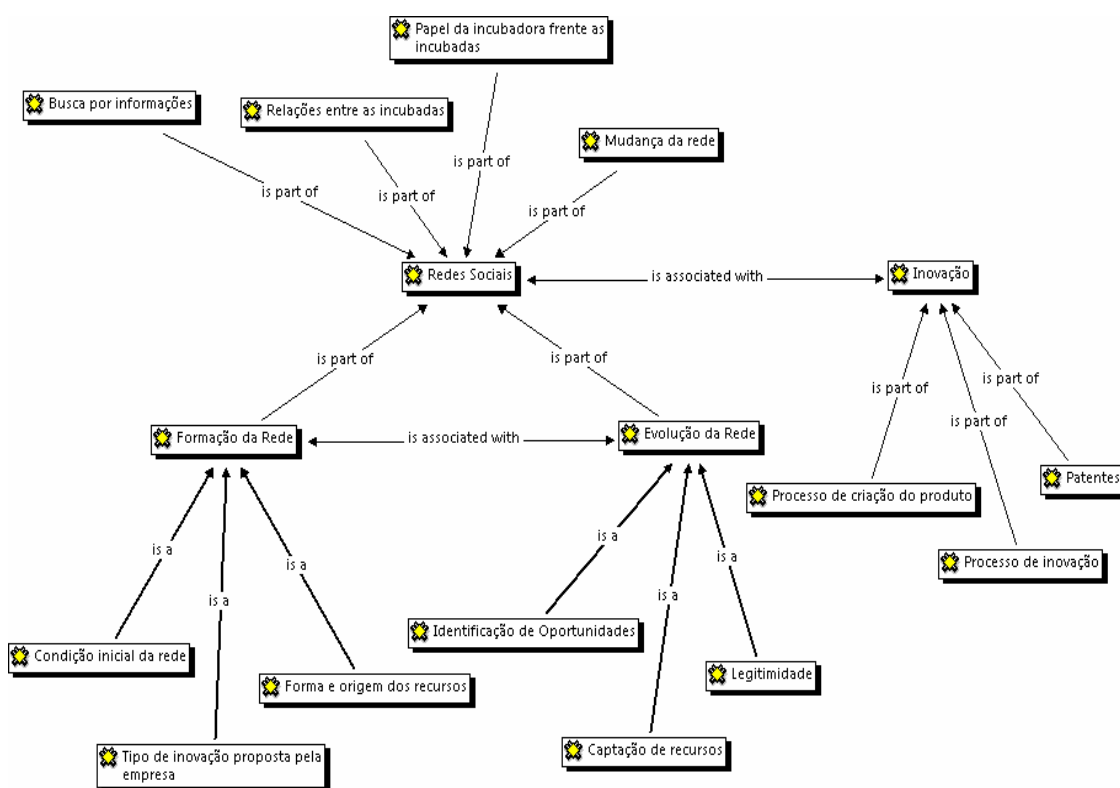 Papel da incubadora frente as
incubadas
Busca por informações
Relações entre as incubadas
Mudança da rede
is part of
is part of
is part of
is part of
Redes Sociais
is associated with
Inovação
is part of
is part of
is part of
is part of
is part of
Formação da Rede
is associated with
Evolução da Rede
Processo de criação do produto
Patentes
is a
is a
is a
is a
is a
is a
Processo de inovação
Identificação de Oportunidades
Condição inicial da rede
Forma e origem dos recursos
Legitimidade
Tipo de inovação proposta pela
empresa
Captação de recursos